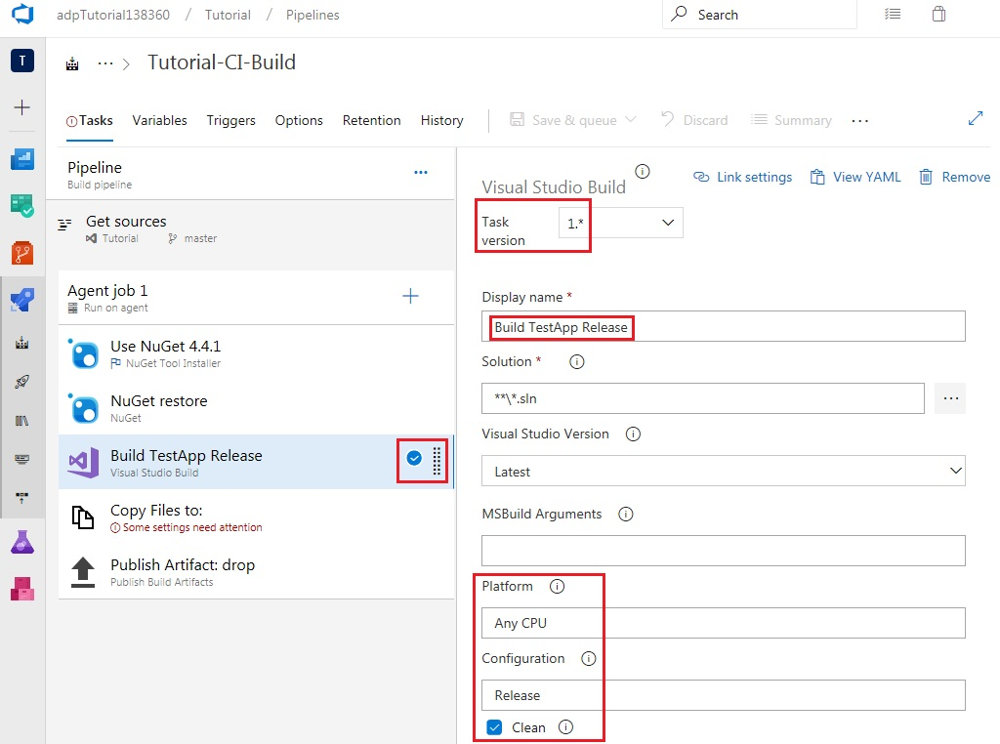 adpTutorial138360 / Tutorial / Pipelines
Search
T
... > Tutorial-CI-Build
Tasks Variables Triggers Options Retention History Save & queue Discard Summary ...
Pipeline
Build pipeline
...
Get sources
Tutorial master
Agent job 1
Run on agent
Use NuGet 4.4.1
NuGet Tool Installer
NuGet restore
NuGet
Build TestApp Release
Visual Studio Build
Copy Files to:
Some settings need attention
Publish Artifact: drop
Publish Build Artifacts
Visual Studio Build
Link settings View YAML Remove
Task
version
1.*
Display name *
Build TestApp Release
Solution *
**\*.sln
...
Visual Studio Version
Latest
MSBuild Arguments
Platform
Any CPU
Configuration
Release
Clean